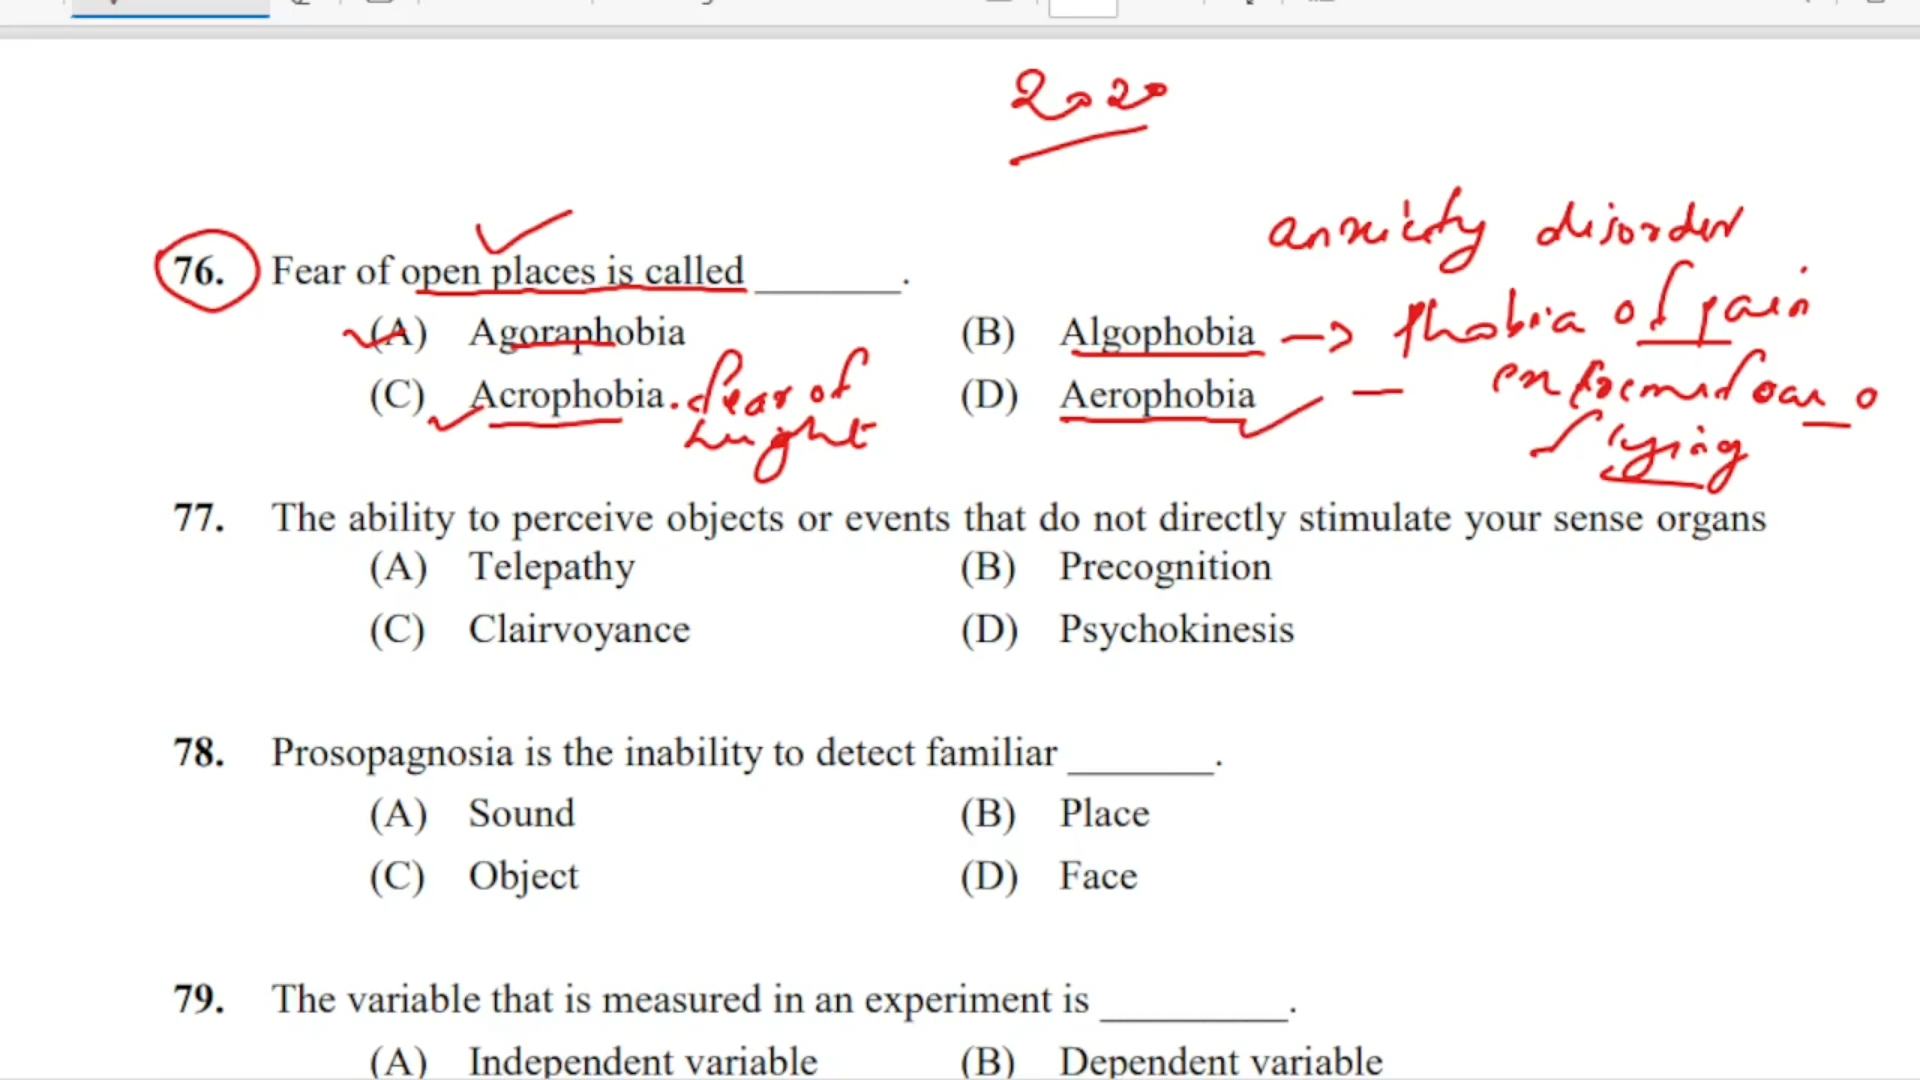 2020
76. Fear of open places is called ________.
anxiety disorder
(A) Agoraphobia (B) Algophobia → Phobia of pain
(C) Acrophobia. fear of height (D) Aerophobia — fear o flying
77. The ability to perceive objects or events that do not directly stimulate your sense organs
(A) Telepathy (B) Precognition
(C) Clairvoyance (D) Psychokinesis
78. Prosopagnosia is the inability to detect familiar ________.
(A) Sound (B) Place
(C) Object (D) Face
79. The variable that is measured in an experiment is ________.
(A) Independent variable (B) Dependent variable